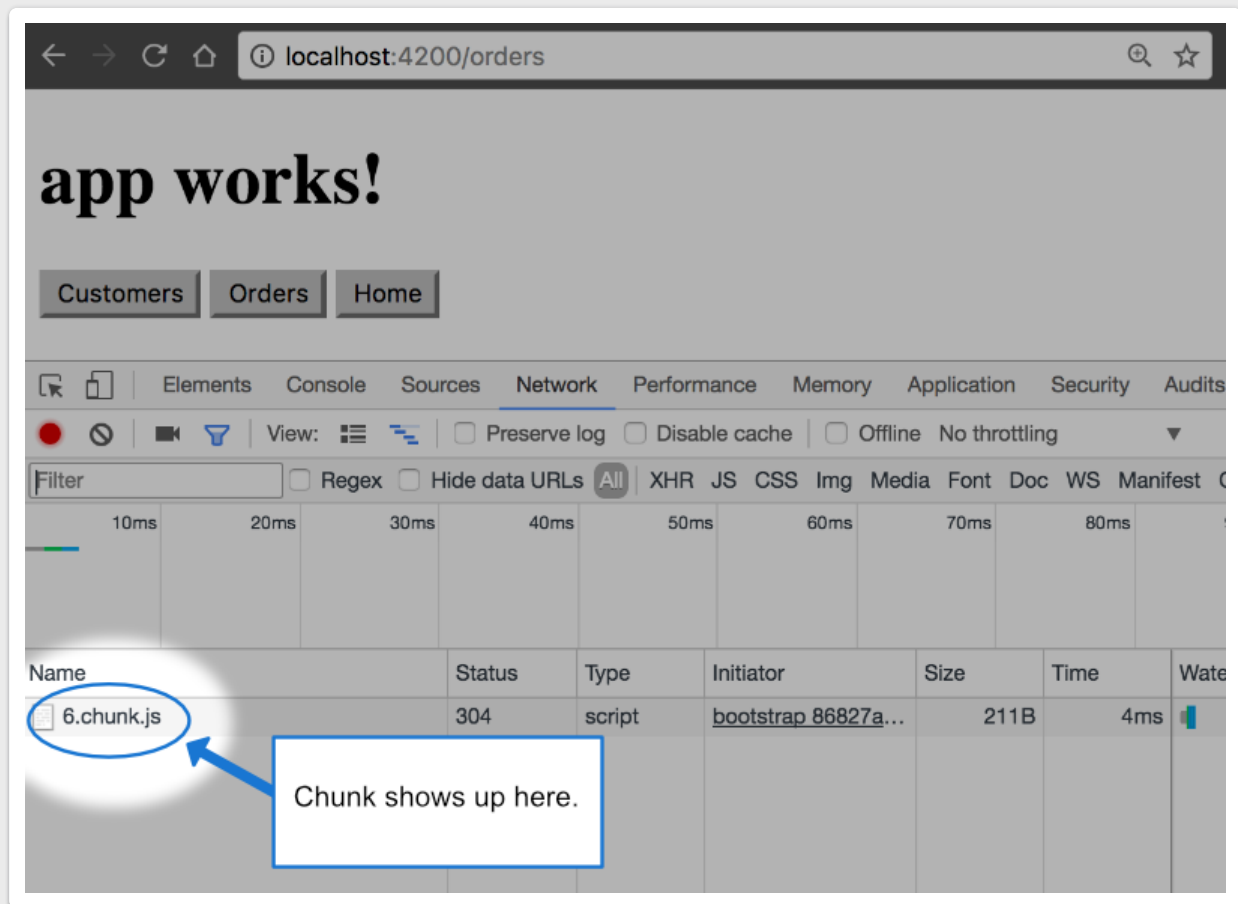 localhost:4200/orders
app works!
Customers Orders Home
Elements Console Sources Network Performance Memory Application Security Audits
View: Preserve log Disable cache Offline No throttling
Filter Regex Hide data URLs All XHR JS CSS Img Media Font Doc WS Manifest
10ms 20ms 30ms 40ms 50ms 60ms 70ms 80ms
Name Status Type Initiator Size Time Wate
6.chunk.js 304 script bootstrap 86827a... 211B 4ms
Chunk shows up here.